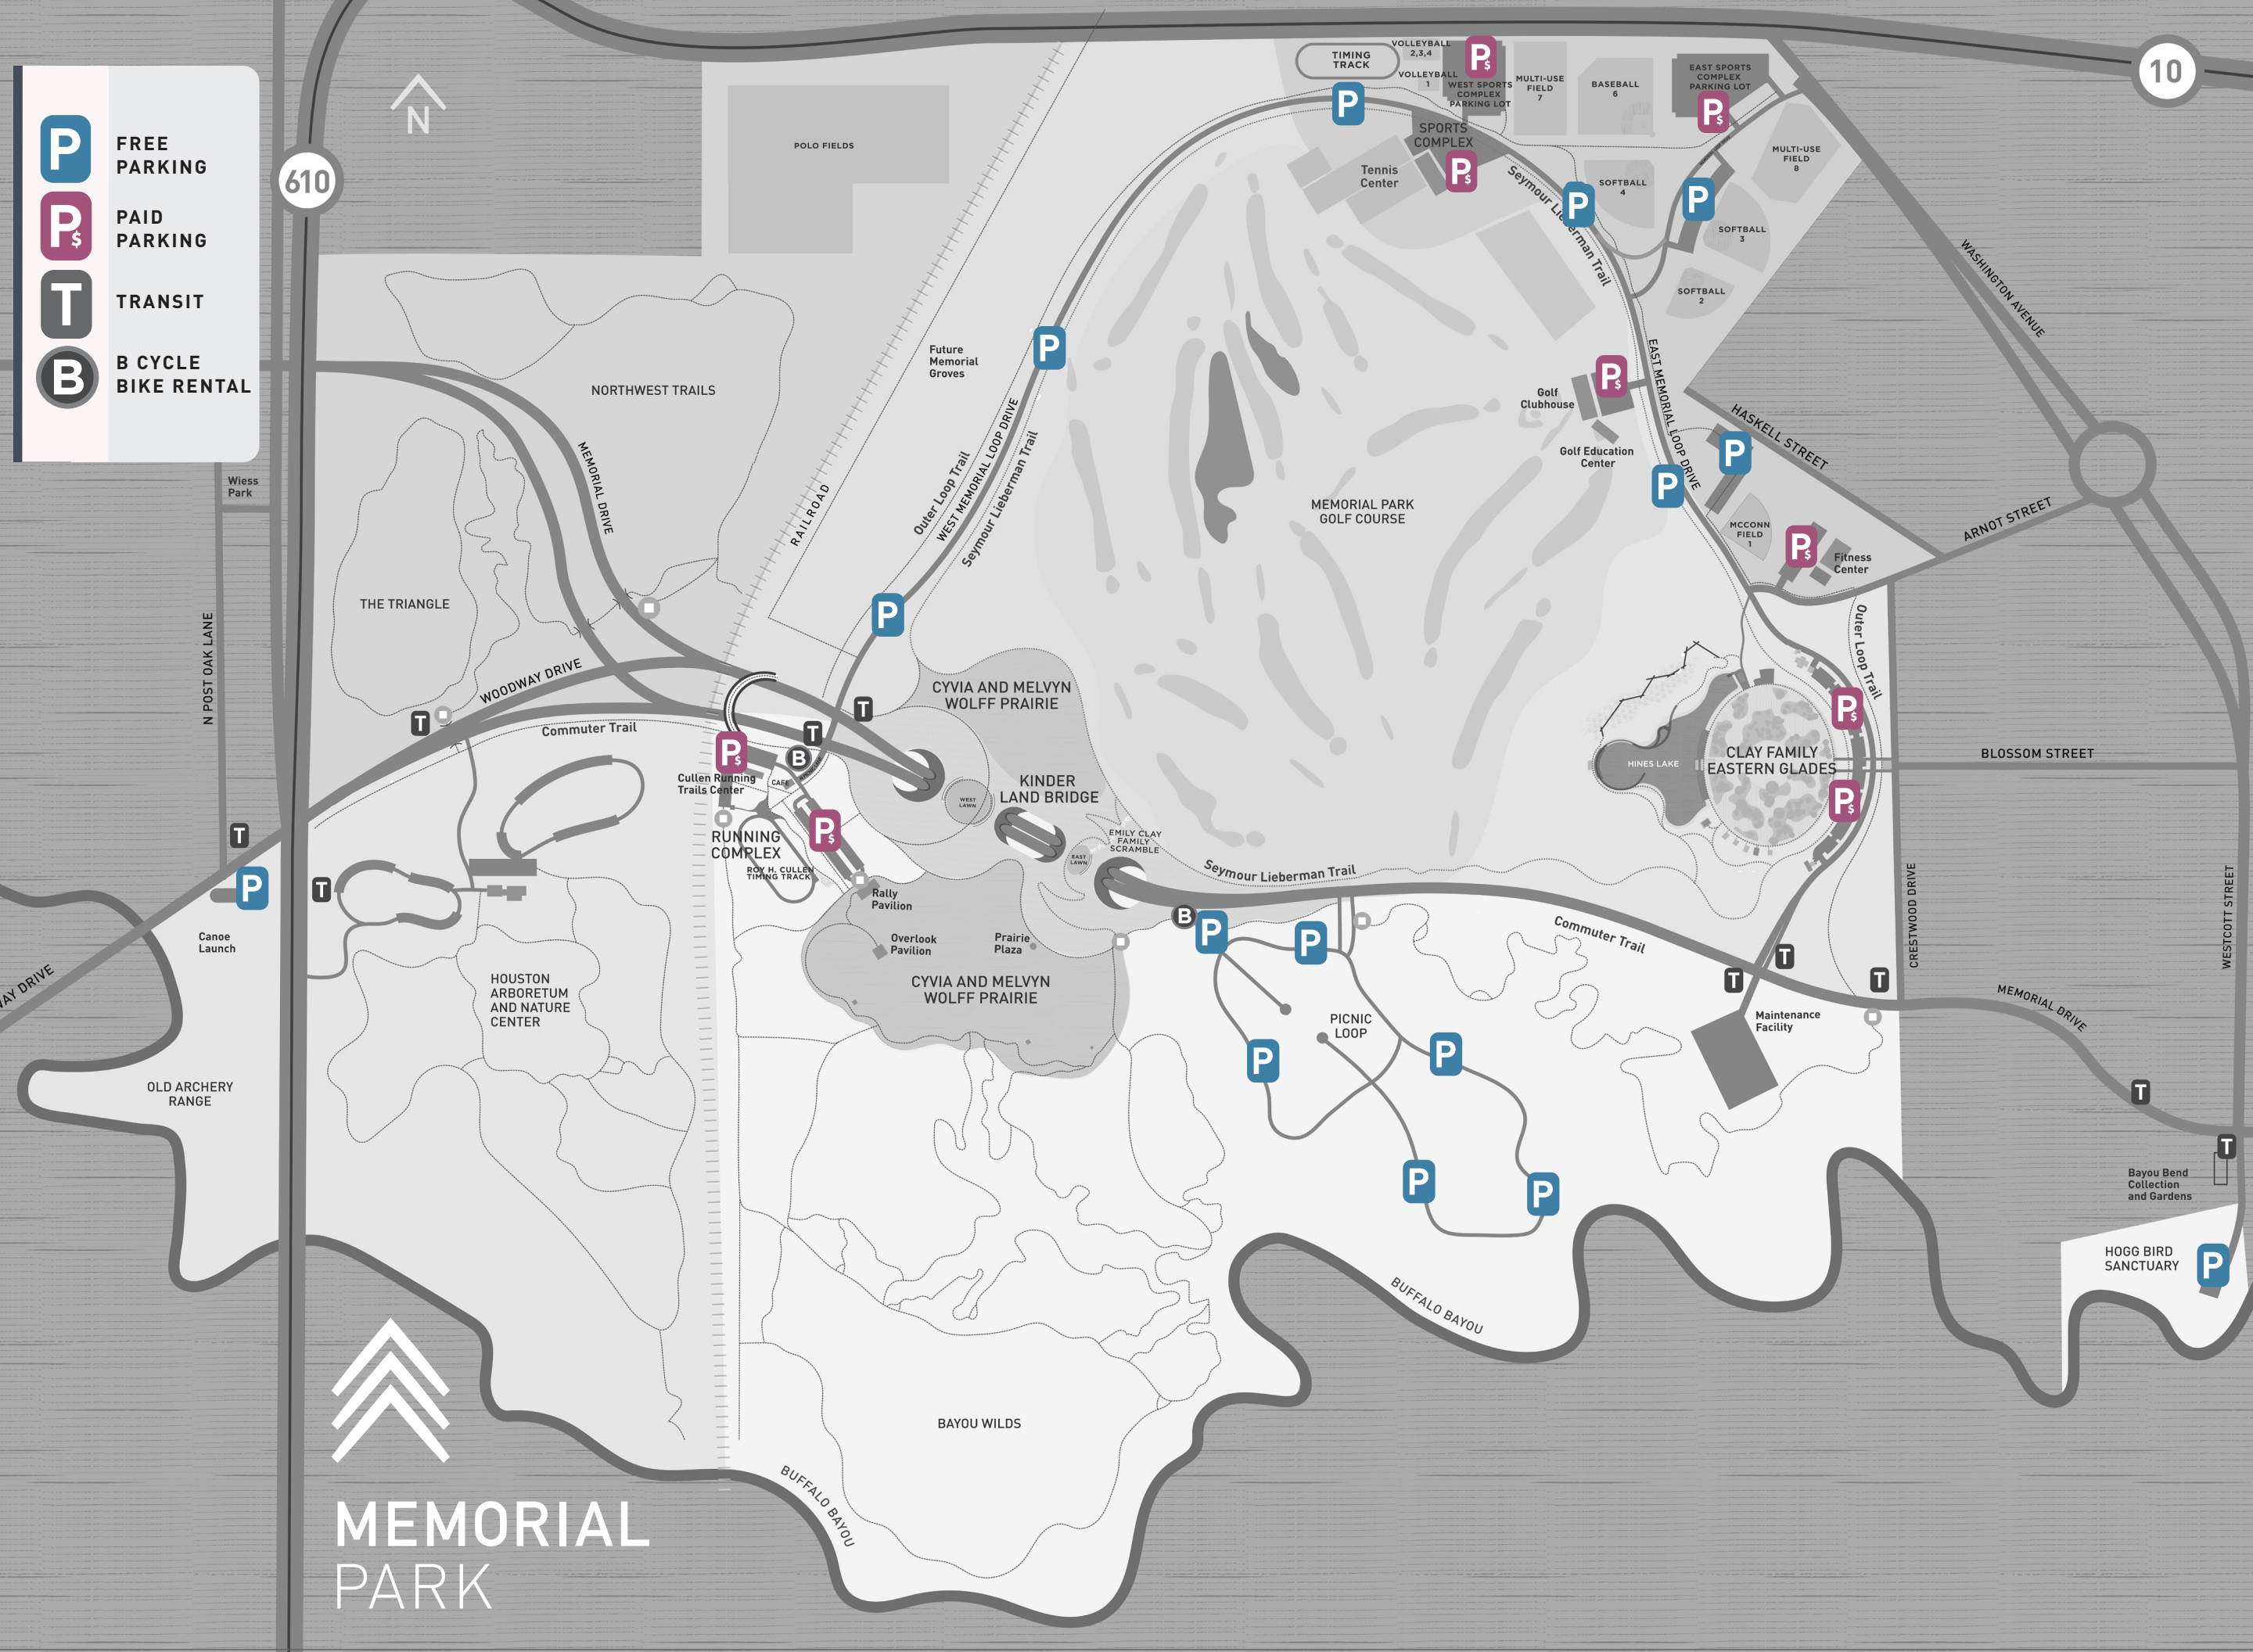 P
FREE
PARKING
P$
PAID
PARKING
T
TRANSIT
B
B CYCLE
BIKE RENTAL
N
610
10
POLO FIELDS
TIMING
TRACK
VOLLEYBALL
2,3,4
VOLLEYBALL
1
P$
WEST SPORTS
COMPLEX
PARKING LOT
MULTI-USE
FIELD
7
BASEBALL
6
EAST SPORTS
COMPLEX
PARKING LOT
P$
P
SPORTS
COMPLEX
P$
Tennis
Center
Seymour Lieberman Trail
P
SOFTBALL
4
P
MULTI-USE
FIELD
8
SOFTBALL
3
SOFTBALL
2
WASHINGTON AVENUE
NORTHWEST TRAILS
Future
Memorial
Groves
P
MEMORIAL DRIVE
RAILROAD
Outer Loop Trail
WEST MEMORIAL LOOP DRIVE
Seymour Lieberman Trail
P$
Golf
Clubhouse
Golf Education
Center
EAST MEMORIAL LOOP DRIVE
HASKELL STREET
P
P
MCCONN
FIELD
1
P$
Fitness
Center
ARNOT STREET
MEMORIAL PARK
GOLF COURSE
Wiess
Park
THE TRIANGLE
N POST OAK LANE
P
WOODWAY DRIVE
T
Commuter Trail
T
T
CYVIA AND MELVYN
WOLFF PRAIRIE
Outer Loop Trail
P$
P$
CLAY FAMILY
EASTERN GLADES
HINES LAKE
BLOSSOM STREET
P$
B
Cullen Running
Trails Center
CAFE
P$
RUNNING
COMPLEX
ROY H. CULLEN
TIMING TRACK
WEST
LAWN
KINDER
LAND BRIDGE
EAST
LAWN
EMILY CLAY
FAMILY
SCRAMBLE
Seymour Lieberman Trail
Rally
Pavilion
Overlook
Pavilion
Prairie
Plaza
CYVIA AND MELVYN
WOLFF PRAIRIE
T
P
T
Canoe
Launch
WAY DRIVE
HOUSTON
ARBORETUM
AND NATURE
CENTER
OLD ARCHERY
RANGE
B
P
P
PICNIC
LOOP
P
P
P
P
Commuter Trail
T
T
T
Maintenance
Facility
CRESTWOOD DRIVE
WESTCOTT STREET
MEMORIAL DRIVE
T
T
Bayou Bend
Collection
and Gardens
HOGG BIRD
SANCTUARY
P
BUFFALO BAYOU
BAYOU WILDS
BUFFALO BAYOU
MEMORIAL
PARK